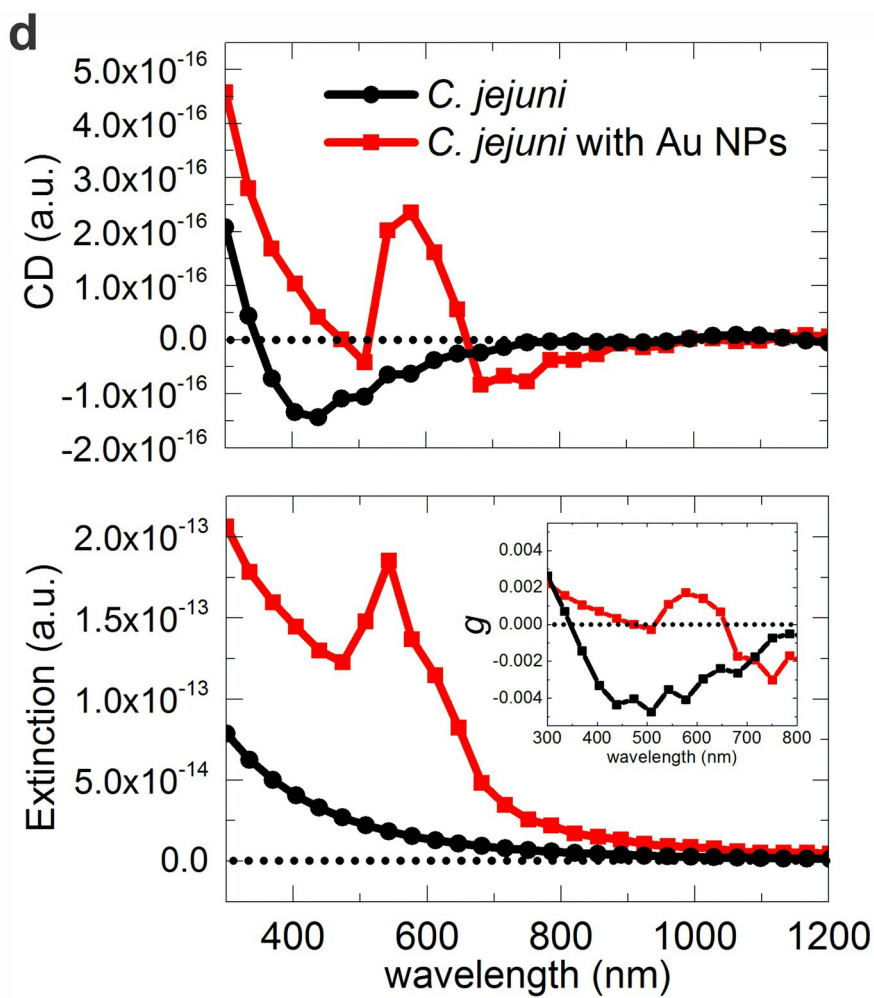 d
CD (a.u.)
5.0x10⁻¹⁶
4.0x10⁻¹⁶
3.0x10⁻¹⁶
2.0x10⁻¹⁶
1.0x10⁻¹⁶
0.0
-1.0x10⁻¹⁶
-2.0x10⁻¹⁶
C. jejuni
C. jejuni with Au NPs
Extinction (a.u.)
2.0x10⁻¹³
1.5x10⁻¹³
1.0x10⁻¹³
5.0x10⁻¹⁴
0.0
g
0.004
0.002
0.000
-0.002
-0.004
300 400 500 600 700 800
wavelength (nm)
400 600 800 1000 1200
wavelength (nm)